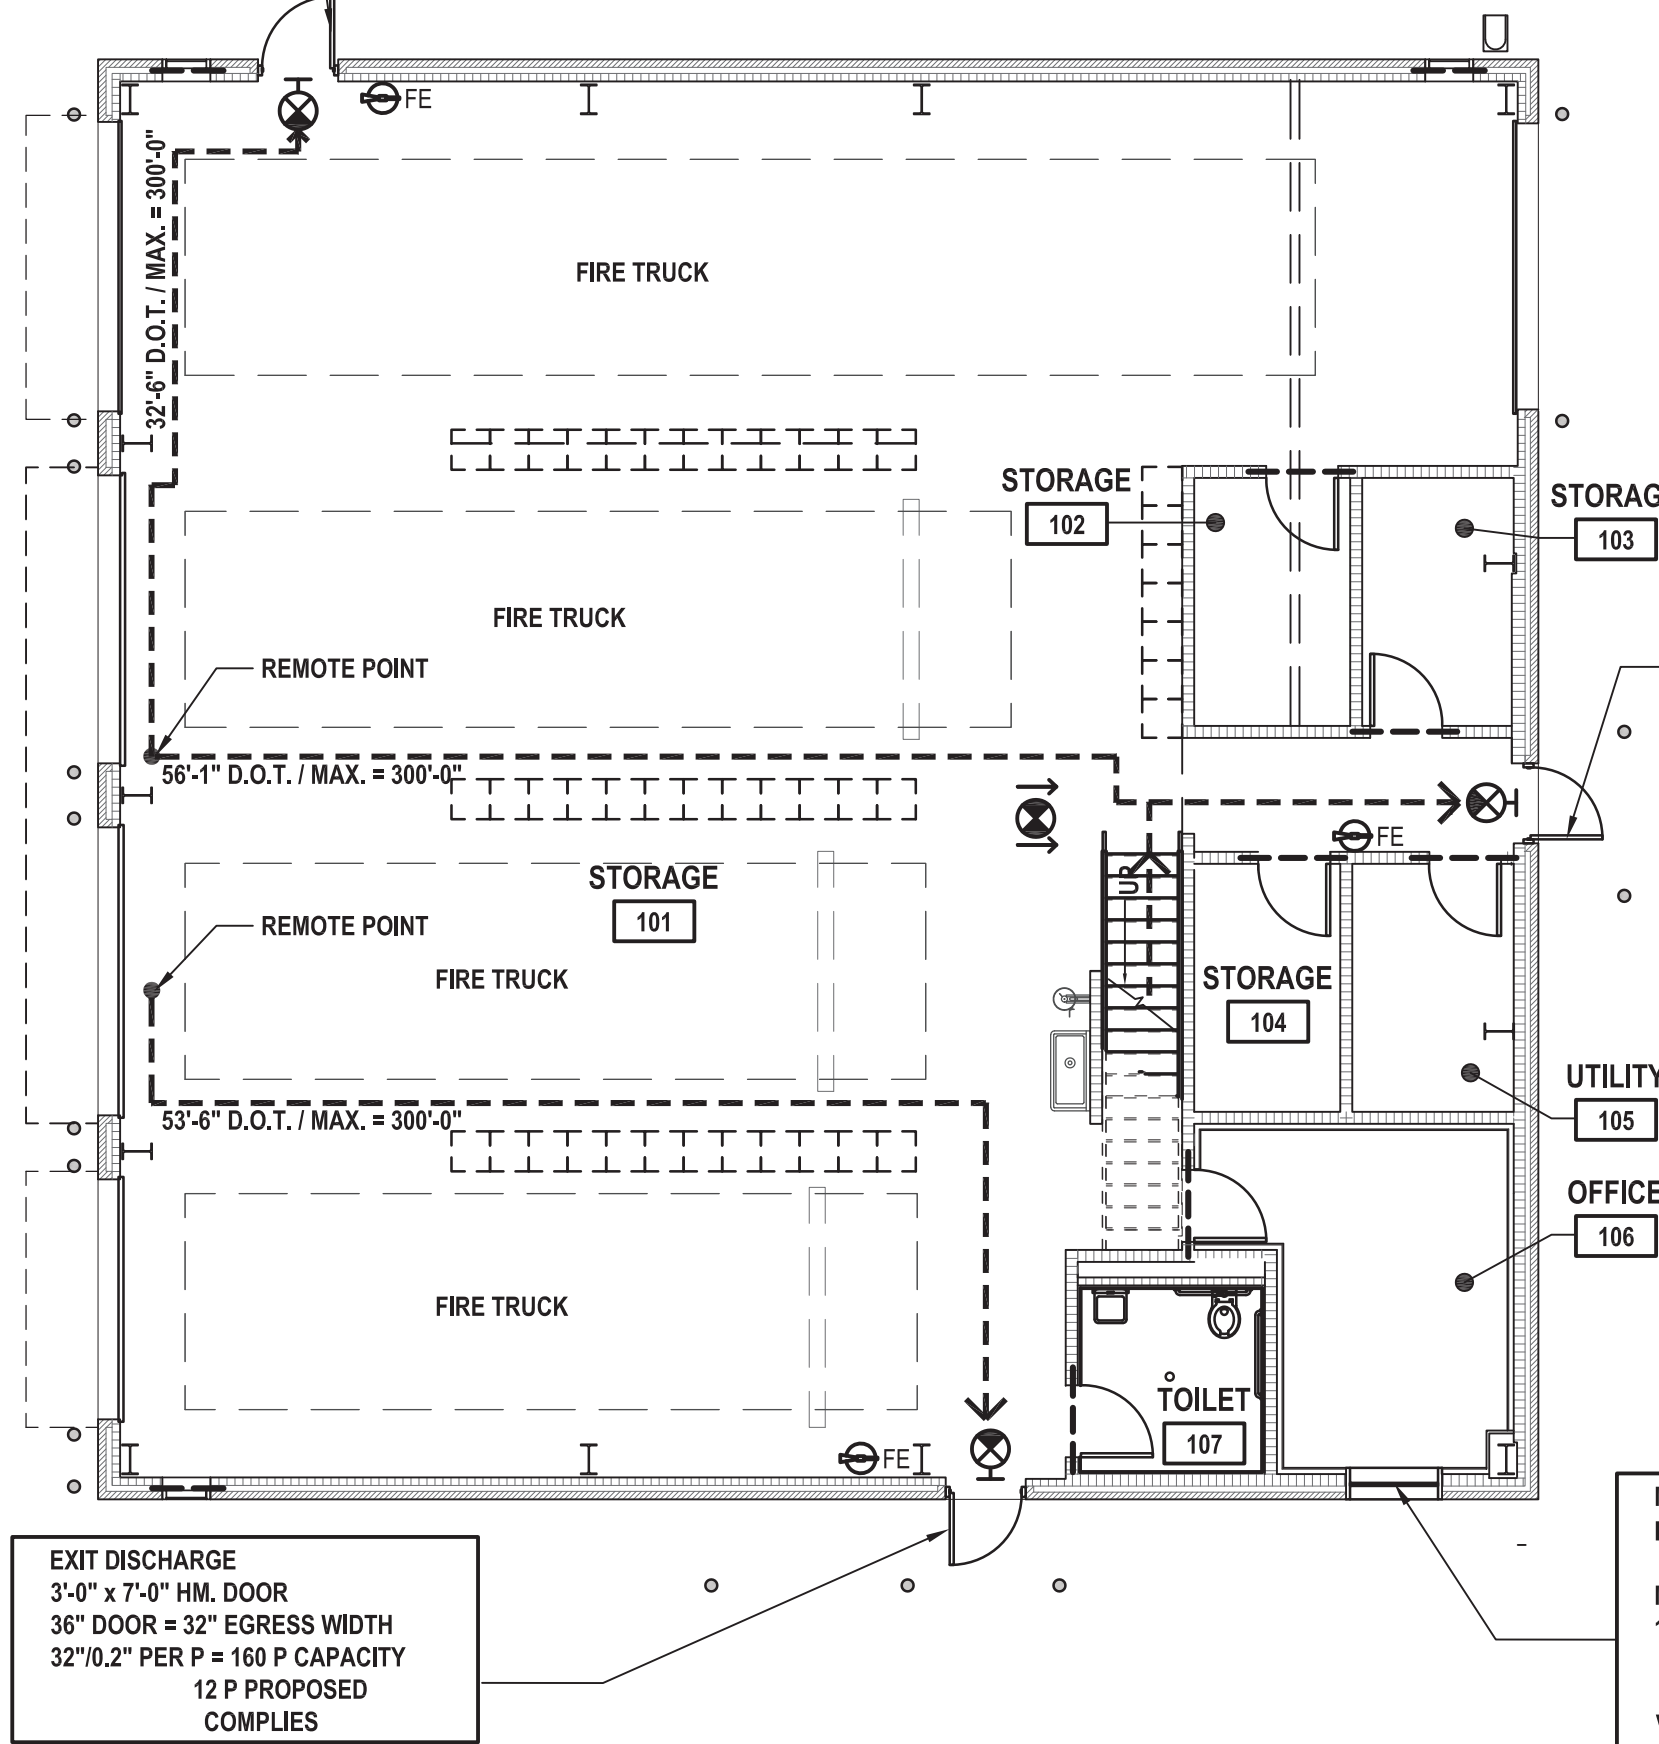 FE
32'-6" D.O.T. / MAX. = 300'-0"
FIRE TRUCK
STORAGE
102
STORAG
103
FIRE TRUCK
REMOTE POINT
56'-1" D.O.T. / MAX. = 300'-0"
FE
UP
STORAGE
101
REMOTE POINT
FIRE TRUCK
STORAGE
104
UTILITY
105
53'-6" D.O.T. / MAX. = 300'-0"
OFFICE
106
FIRE TRUCK
TOILET
107
FE
EXIT DISCHARGE
3'-0" x 7'-0" HM. DOOR
36" DOOR = 32" EGRESS WIDTH
32"/0.2" PER P = 160 P CAPACITY
12 P PROPOSED
COMPLIES